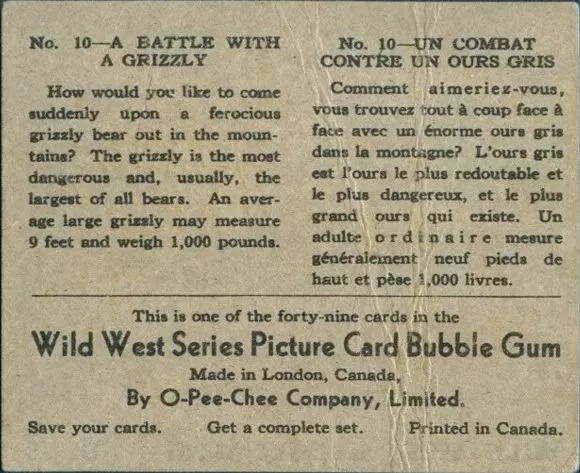 No. 10—A BATTLE WITH
A GRIZZLY
How would you like to come
suddenly upon a ferocious
grizzly bear out in the moun-
tains? The grizzly is the most
dangerous and, usually, the
largest of all bears. An aver-
age large grizzly may measure
9 feet and weigh 1,000 pounds.
No. 10—UN COMBAT
CONTRE UN OURS GRIS
Comment aimeriez-vous,
vous trouvez tout à coup face à
face avec un énorme ours gris
dans la montagne? L'ours gris
est l'ours le plus redoutable et
le plus dangereux, et le plus
grand ours qui existe. Un
adulte ordinaire mesure
généralement neuf pieds de
haut et pèse 1,000 livres.
This is one of the forty-nine cards in the
Wild West Series Picture Card Bubble Gum
Made in London, Canada,
By O-Pee-Chee Company, Limited.
Save your cards. Get a complete set. Printed in Canada.